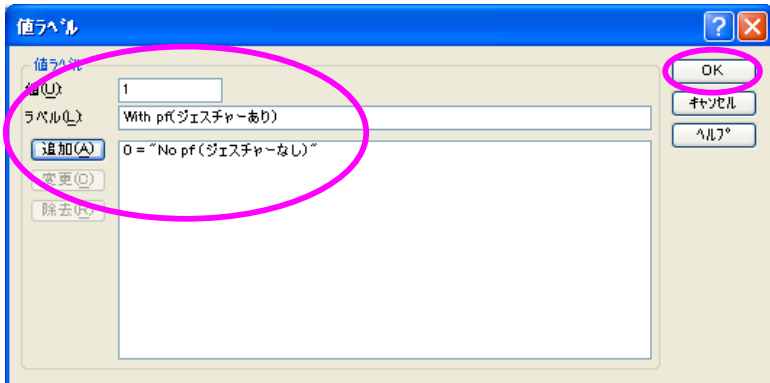 値ラベル
値ラベル
値(U):
1
ラベル(L):
With pf(ジェスチャーあり)
追加(A)
0 = "No pf(ジェスチャーなし)"
変更(C)
除去(R)
OK
キャンセル
ヘルプ